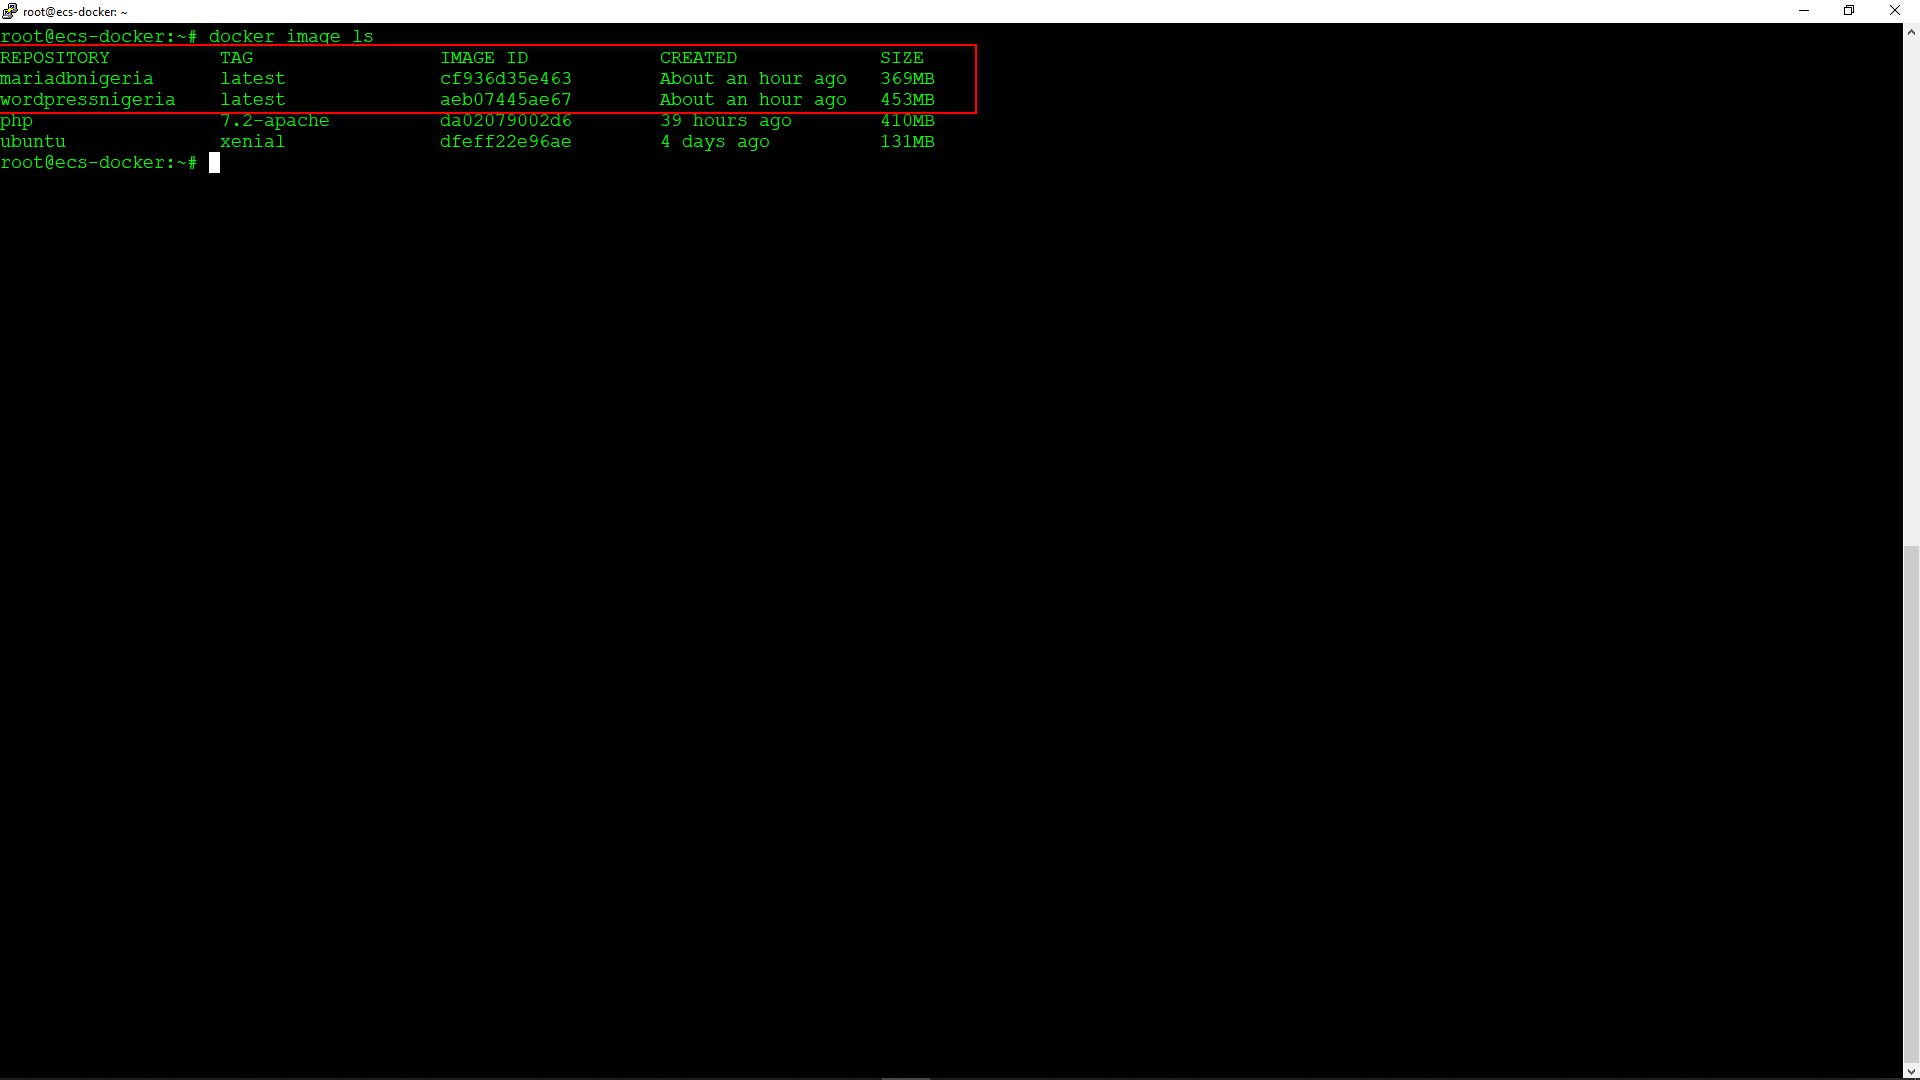 root@ecs-docker: ~
root@ecs-docker:~# docker image ls
REPOSITORY          TAG                 IMAGE ID            CREATED             SIZE
mariadbnigeria      latest              cf936d35e463        About an hour ago   369MB
wordpressnigeria    latest              aeb07445ae67        About an hour ago   453MB
php                 7.2-apache          da02079002d6        39 hours ago        410MB
ubuntu              xenial              dfeff22e96ae        4 days ago          131MB
root@ecs-docker:~#